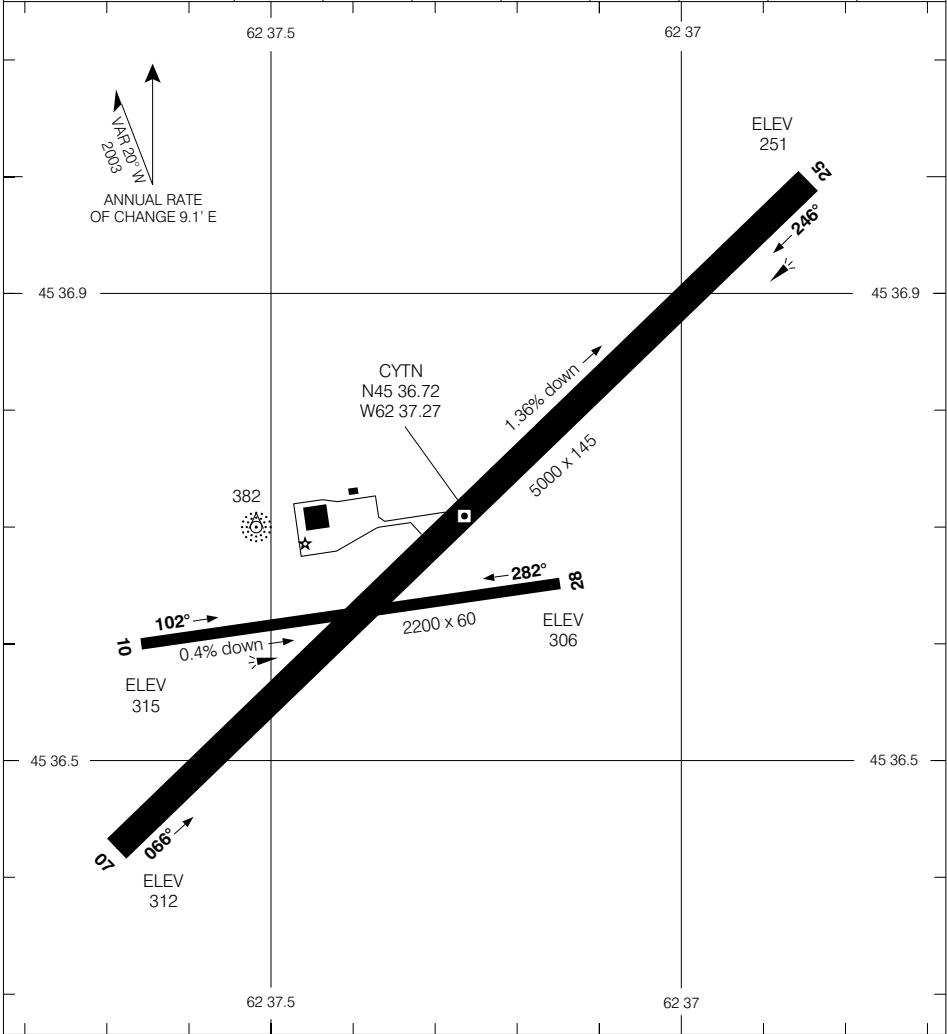 62 37.5
62 37
VAR 20° W
2003
ANNUAL RATE
OF CHANGE 9.1' E
ELEV
251
25
246°
45 36.9
45 36.9
CYTN
N45 36.72
W62 37.27
1.36% down
5000 x 145
382
282°
28
102°
10
0.4% down
2200 x 60
ELEV
306
ELEV
315
45 36.5
45 36.5
066°
07
ELEV
312
62 37.5
62 37